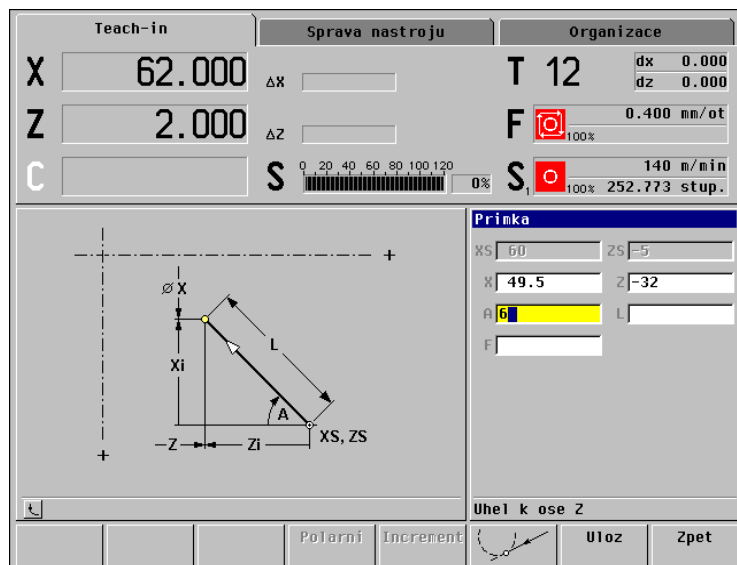 Teach-in Sprava nastroju Organizace
X 62.000 ΔX T 12 dx 0.000
dz 0.000
Z 2.000 ΔZ F 100% 0.400 mm/ot
C S 0 20 40 60 80 100 120 0% S1 100% 140 m/min
252.773 stup.
Primka
XS 60 ZS -5
X 49.5 Z -32
A 6 L
F
⌀ X
L
Xi
A
XS, ZS
Z Zi
Uhel k ose Z
Polarni Increment Uloz Zpet